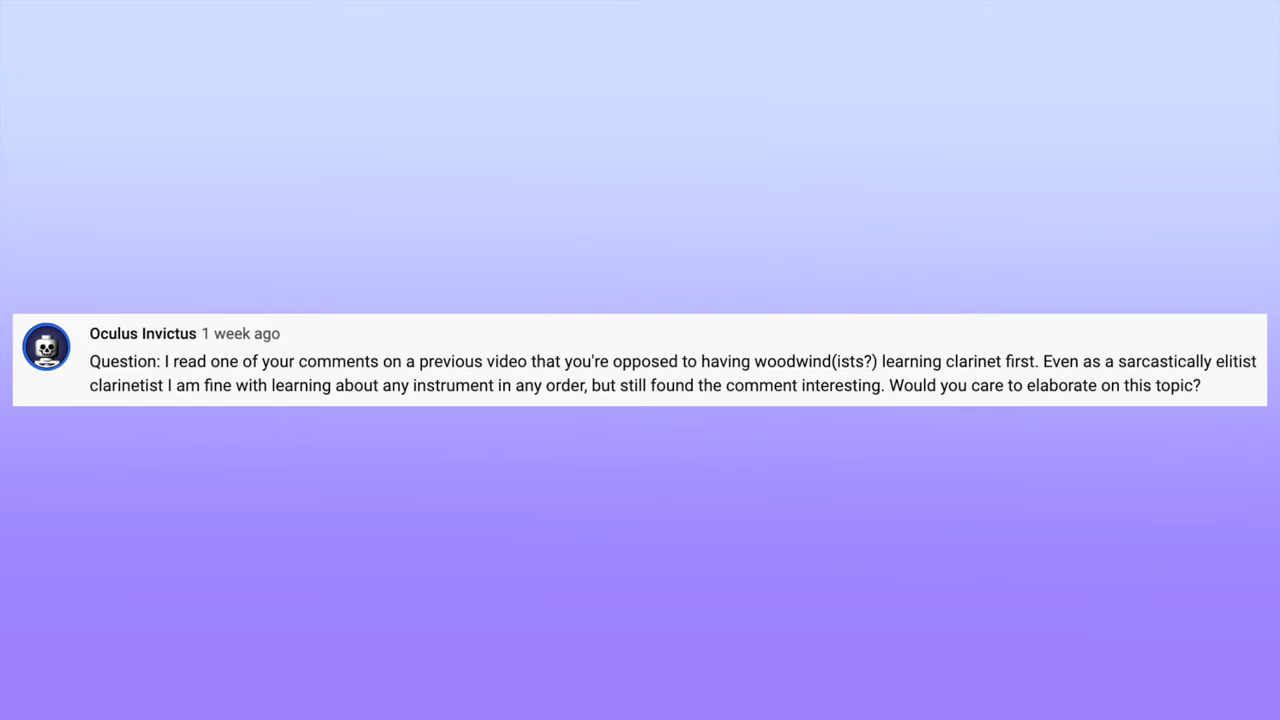 Oculus Invictus 1 week ago
Question: I read one of your comments on a previous video that you're opposed to having woodwind(ists?) learning clarinet first. Even as a sarcastically elitist
clarinetist I am fine with learning about any instrument in any order, but still found the comment interesting. Would you care to elaborate on this topic?